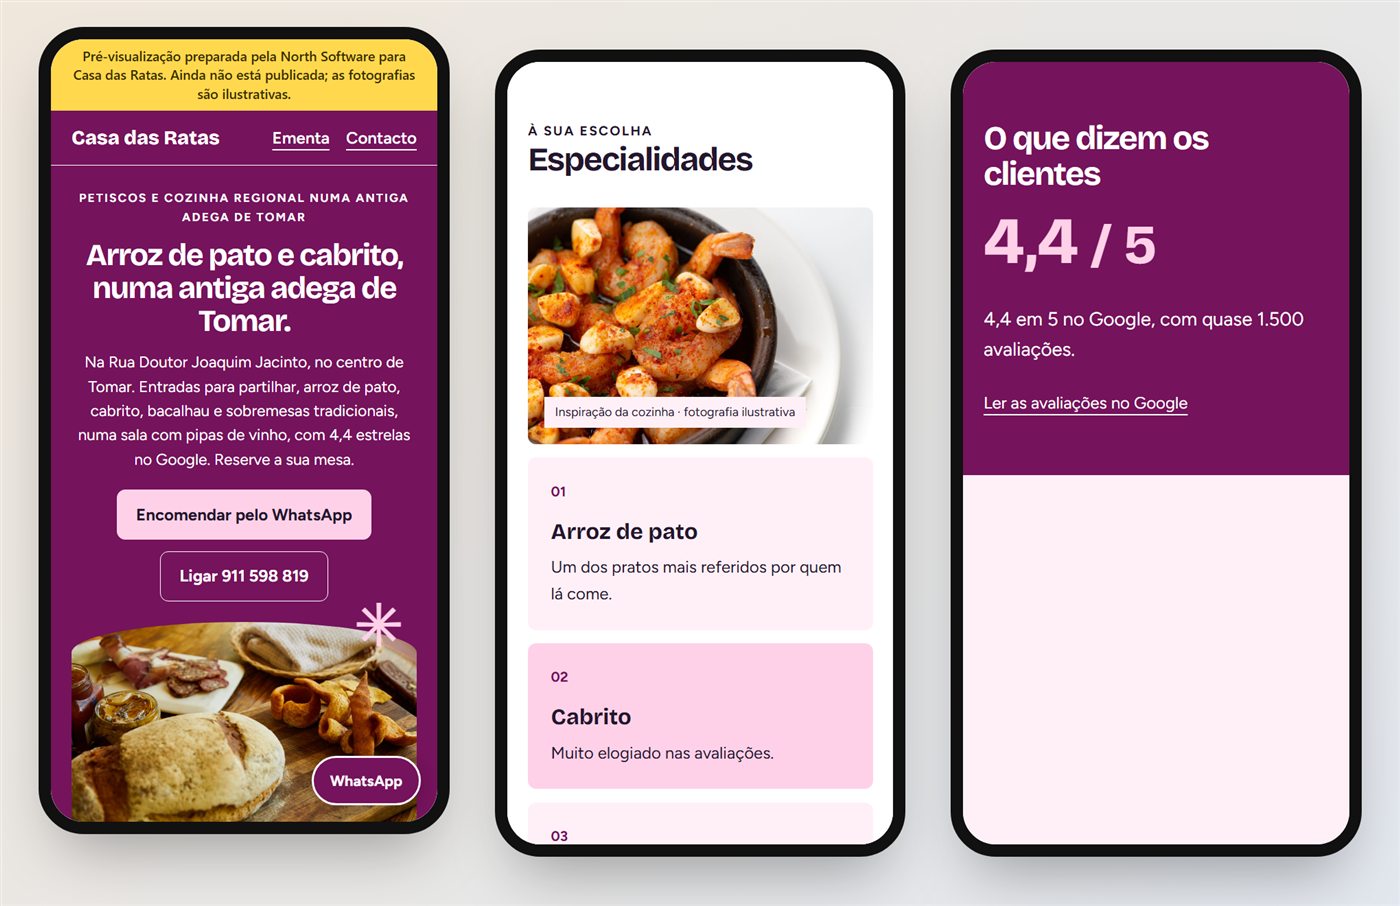 Pré-visualização preparada pela North Software para
Casa das Ratas. Ainda não está publicada; as fotografias
são ilustrativas.
Casa das Ratas
Ementa
Contacto
PETISCOS E COZINHA REGIONAL NUMA ANTIGA
ADEGA DE TOMAR
Arroz de pato e cabrito,
numa antiga adega de
Tomar.
Na Rua Doutor Joaquim Jacinto, no centro de
Tomar. Entradas para partilhar, arroz de pato,
cabrito, bacalhau e sobremesas tradicionais,
numa sala com pipas de vinho, com 4,4 estrelas
no Google. Reserve a sua mesa.
Encomendar pelo WhatsApp
Ligar 911 598 819
WhatsApp
À SUA ESCOLHA
Especialidades
Inspiração da cozinha · fotografia ilustrativa
01
Arroz de pato
Um dos pratos mais referidos por quem
lá come.
02
Cabrito
Muito elogiado nas avaliações.
03
O que dizem os
clientes
4,4 / 5
4,4 em 5 no Google, com quase 1.500
avaliações.
Ler as avaliações no Google